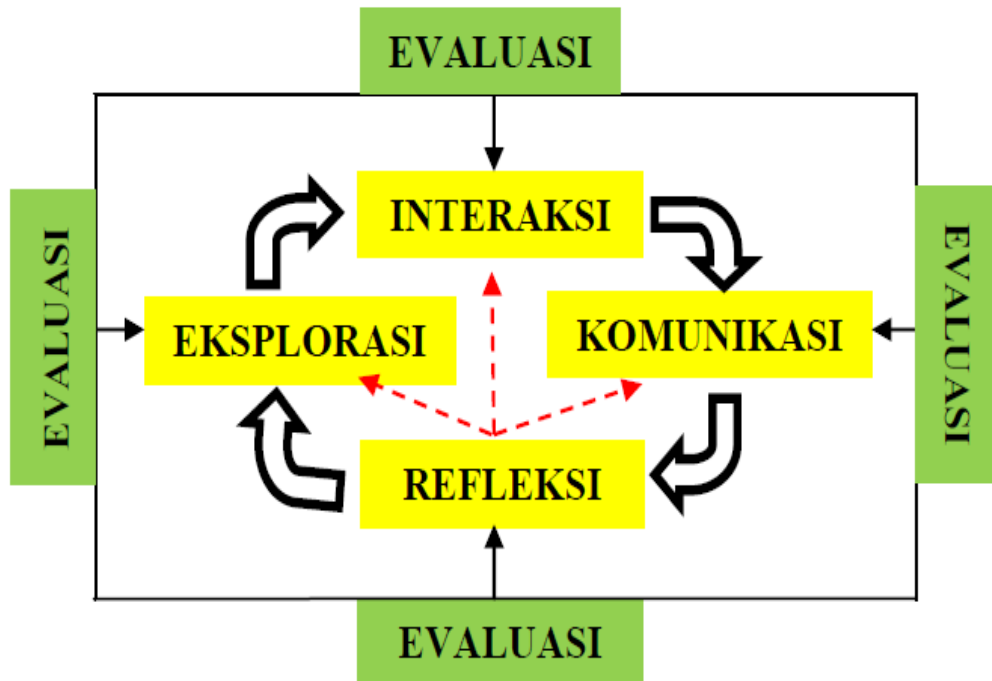 EVALUASI
INTERAKSI
EVALUASI
EKSPLORASI
KOMUNIKASI
EVALUASI
REFLEKSI
EVALUASI